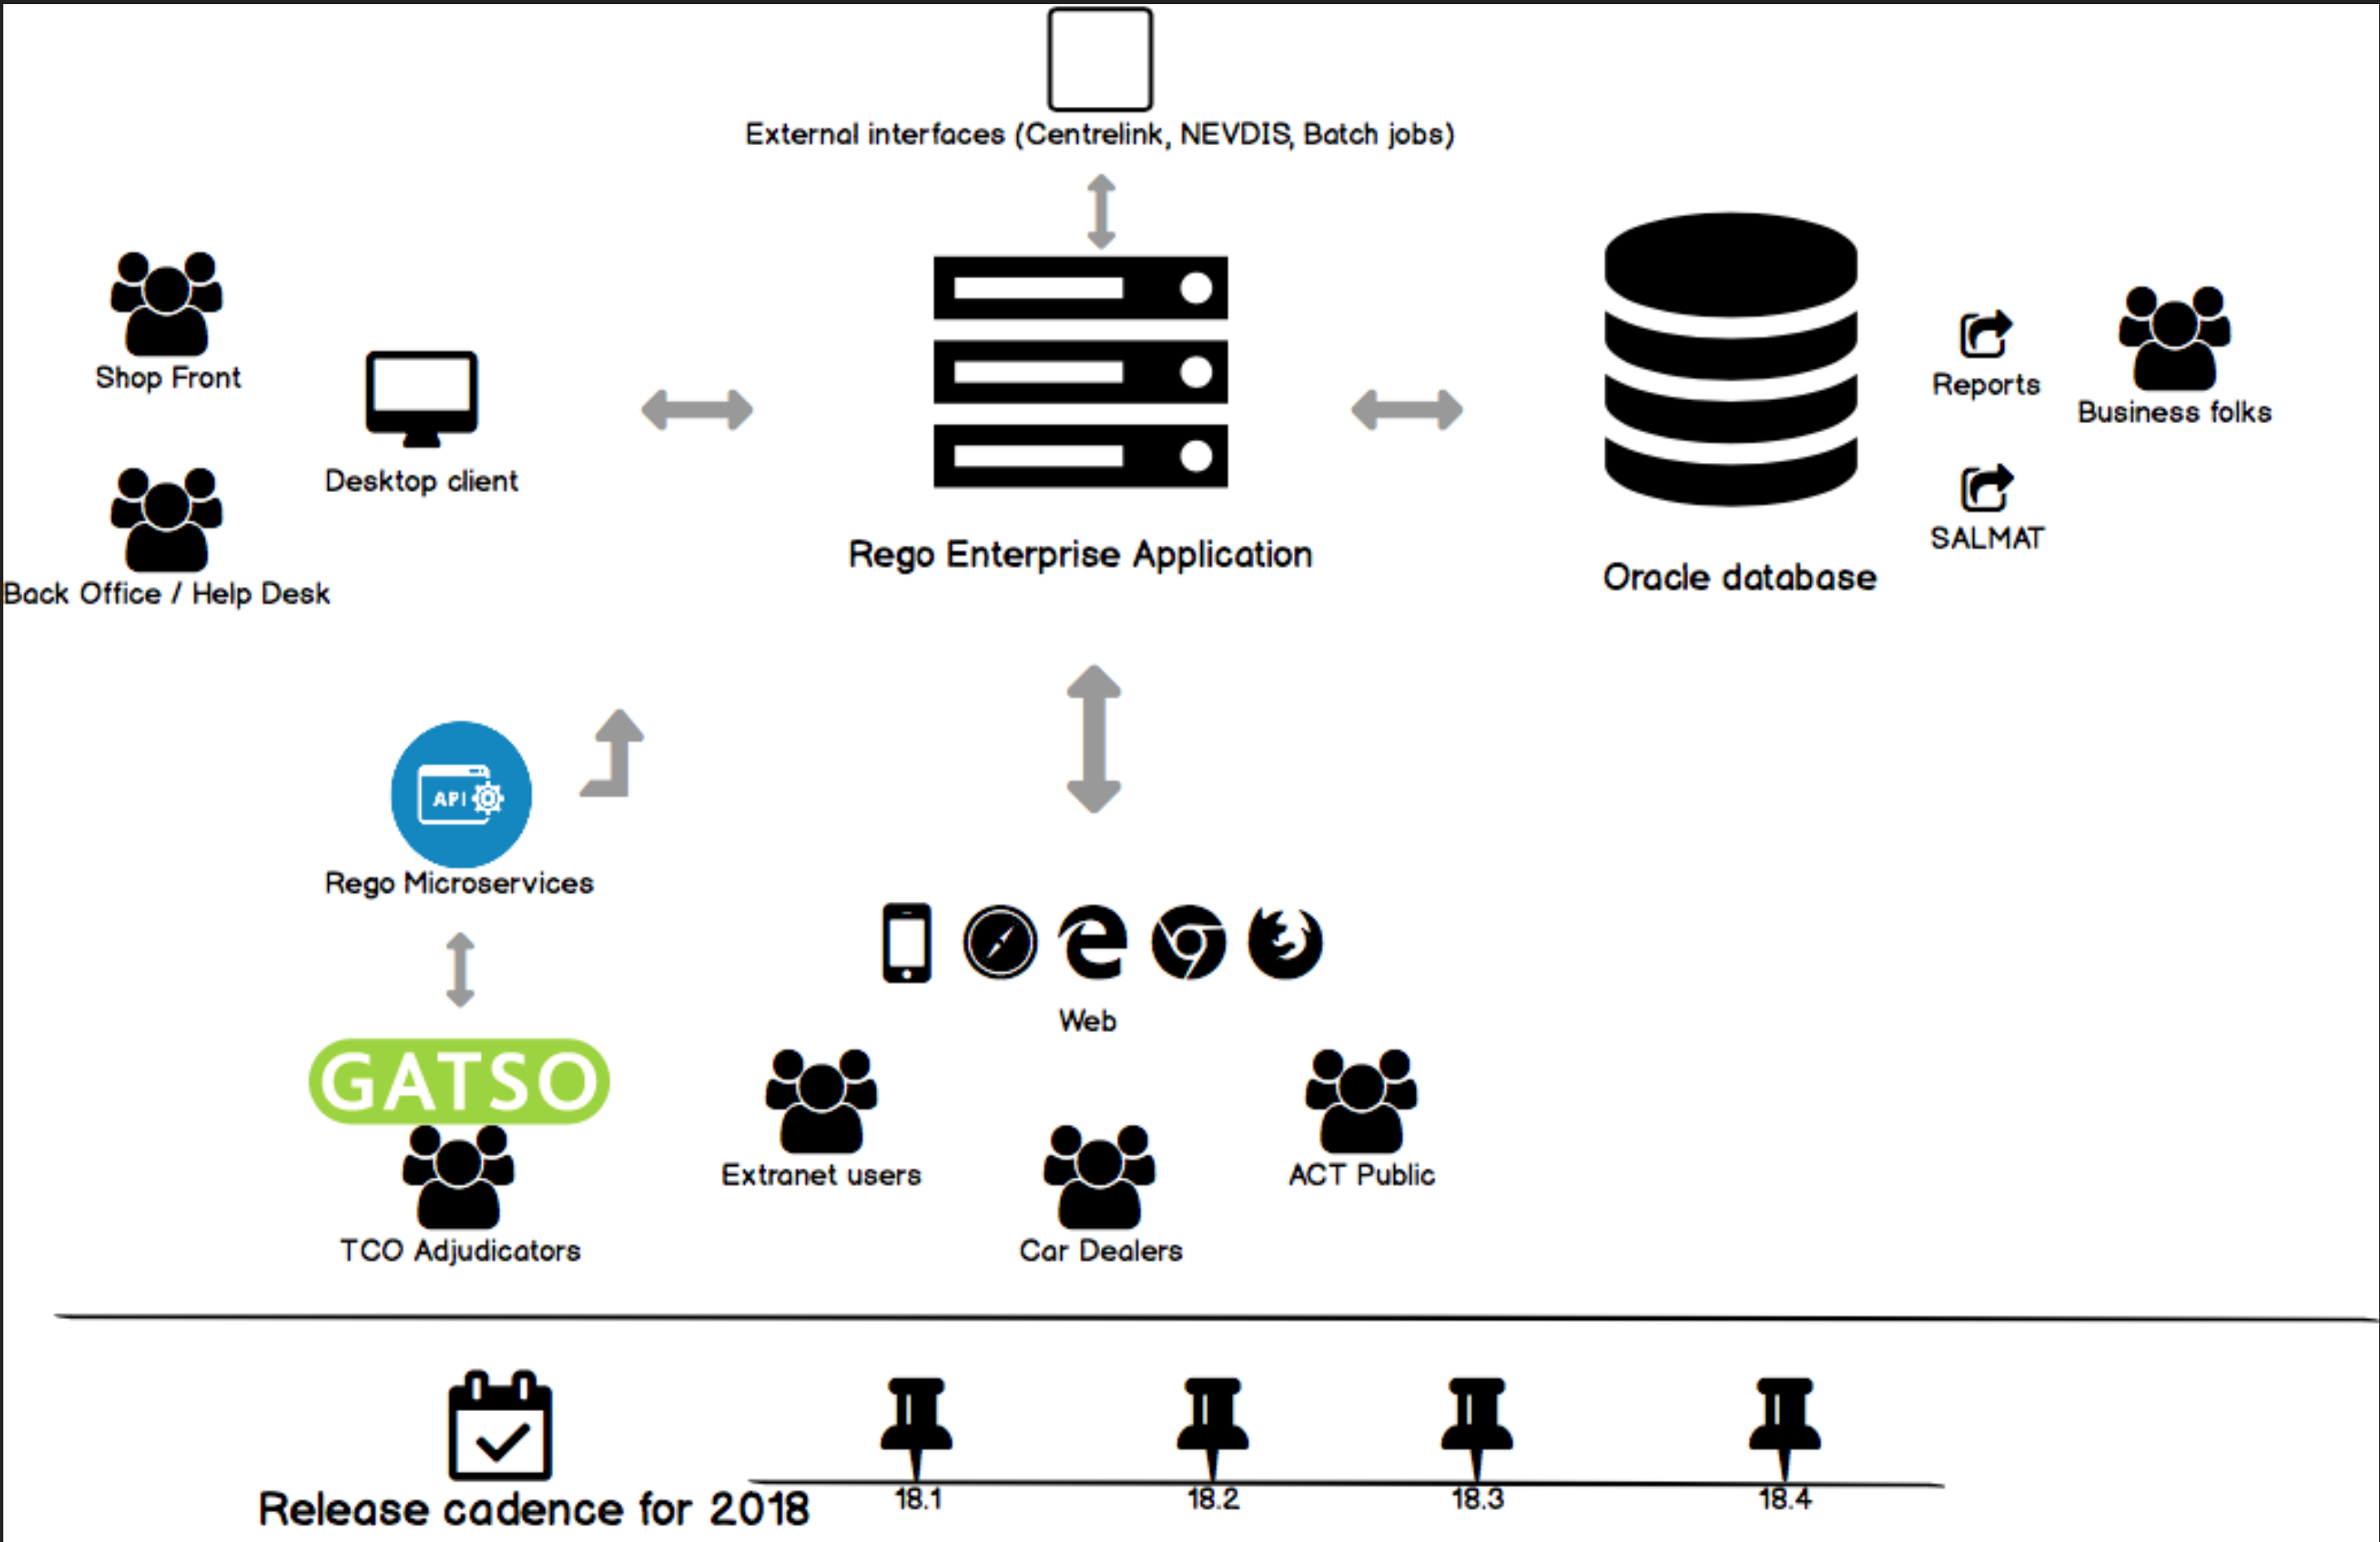 External interfaces (Centrelink, NEVDIS, Batch jobs)
Shop Front
Desktop client
Back Office / Help Desk
Rego Enterprise Application
Oracle database
Reports
Business folks
SALMAT
API
Rego Microservices
GATSO
TCO Adjudicators
Web
Extranet users
Car Dealers
ACT Public
Release cadence for 2018
18.1
18.2
18.3
18.4